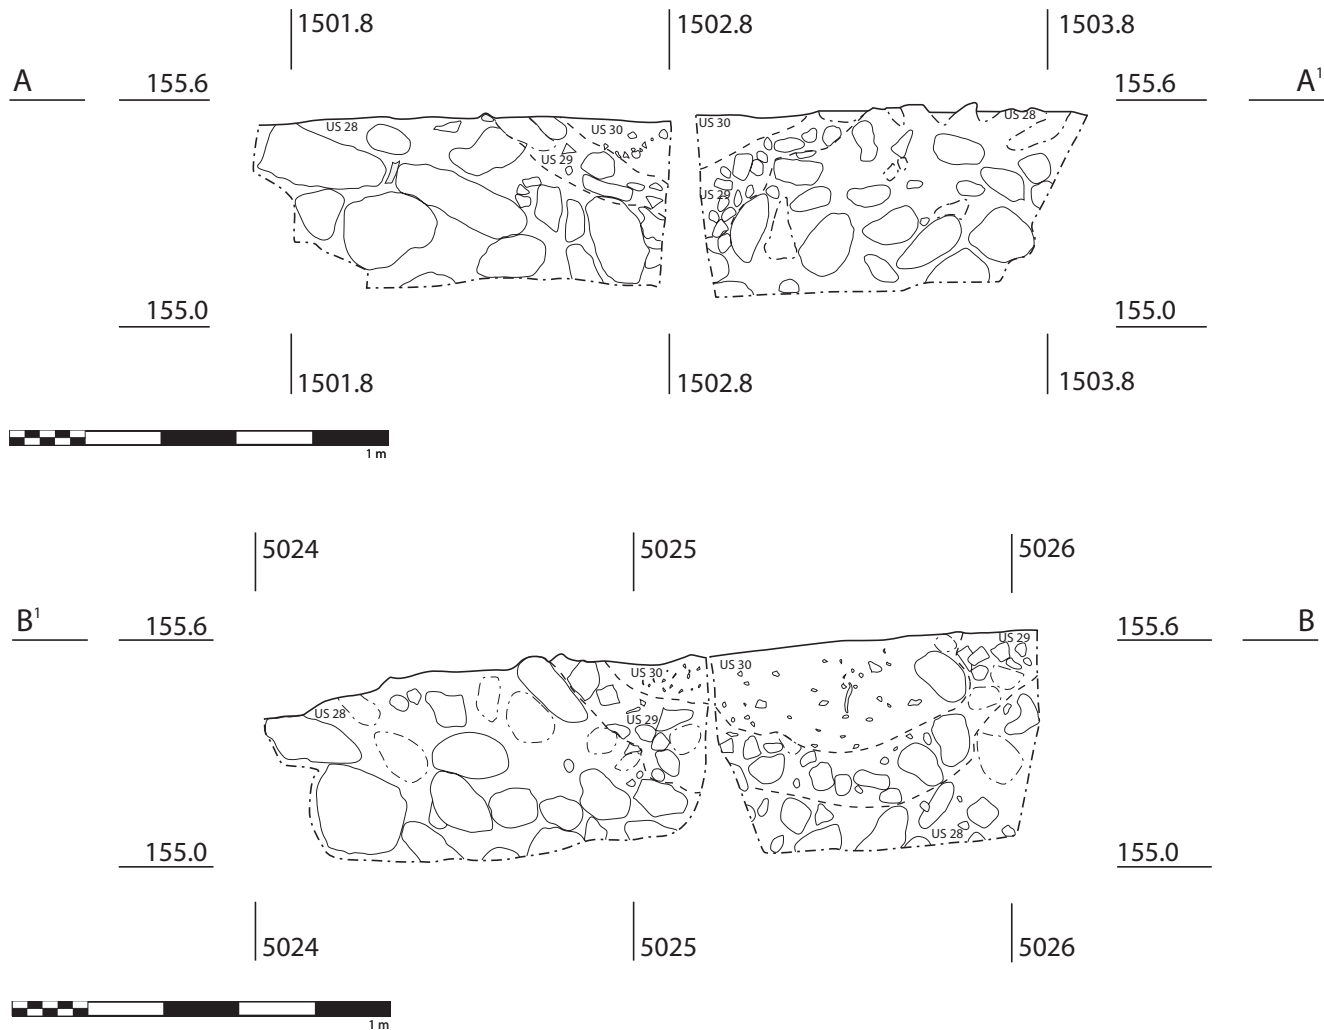 1501.8 1502.8 1503.8
A 155.6 155.6 A¹
US 28 US 30 US 30 US 28
US 29 US 29
155.0 155.0
1501.8 1502.8 1503.8
1 m
5024 5025 5026
B¹ 155.6 155.6 B
US 28 US 30 US 30 US 29
US 29 US 28
155.0 155.0
5024 5025 5026
1 m